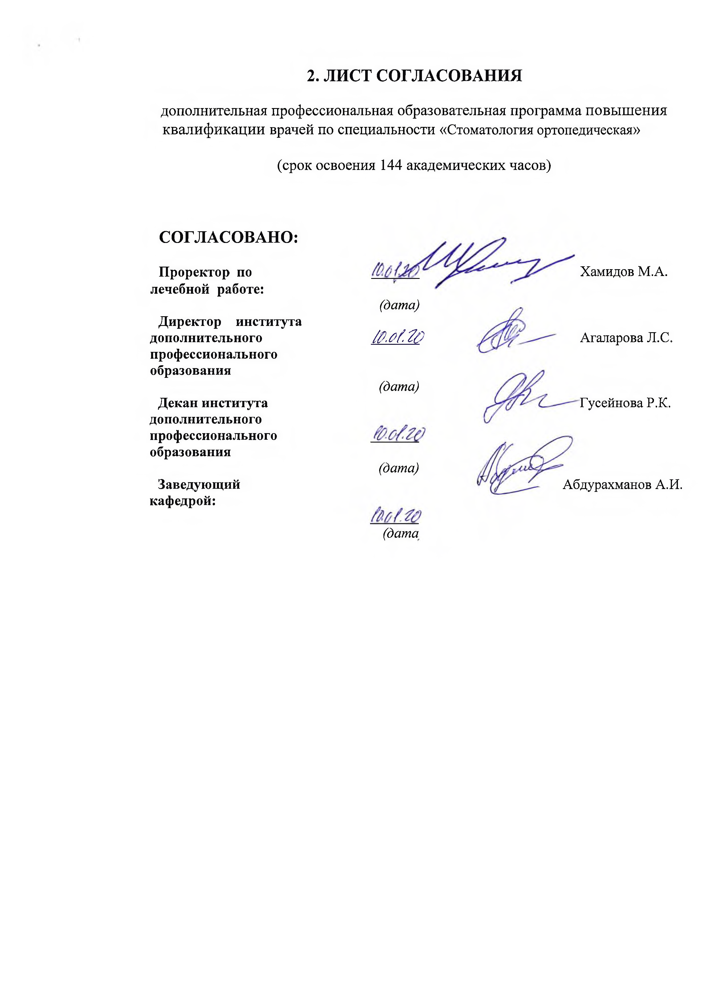 2. ЛИСТ СОГЛАСОВАНИЯ
дополнительная профессиональная образовательная программа повышения
квалификации врачей по специальности «Стоматология ортопедическая»
(срок освоения 144 академических часов)
СОГЛАСОВАНО:
Проректор по
лечебной работе:
10.01.20
Хамидов М.А.
(дата)
Директор института
дополнительного
профессионального
образования
10.01.20
Агаларова Л.С.
(дата)
Декан института
дополнительного
профессионального
образования
10.01.20
Гусейнова Р.К.
(дата)
Заведующий
кафедрой:
Абдурахманов А.И.
10.01.20
(дата